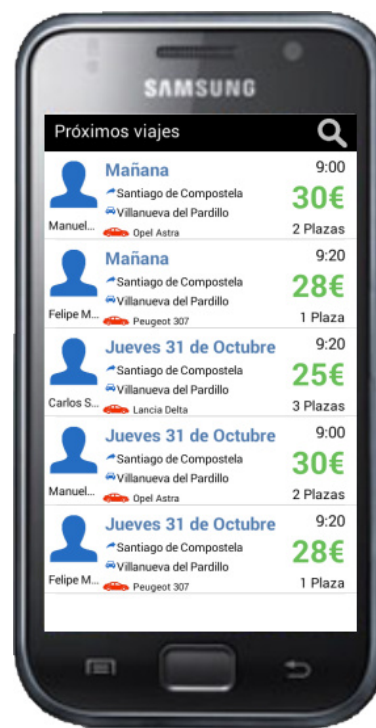 SAMSUNG
Próximos viajes
Mañana 9:00
Santiago de Compostela 30€
Villanueva del Pardillo
Manuel... Opel Astra 2 Plazas
Mañana 9:20
Santiago de Compostela 28€
Villanueva del Pardillo
Felipe M... Peugeot 307 1 Plaza
Jueves 31 de Octubre 9:20
Santiago de Compostela 25€
Villanueva del Pardillo
Carlos S... Lancia Delta 3 Plazas
Jueves 31 de Octubre 9:00
Santiago de Compostela 30€
Villanueva del Pardillo
Manuel... Opel Astra 2 Plazas
Jueves 31 de Octubre 9:20
Santiago de Compostela 28€
Villanueva del Pardillo
Felipe M... Peugeot 307 1 Plaza